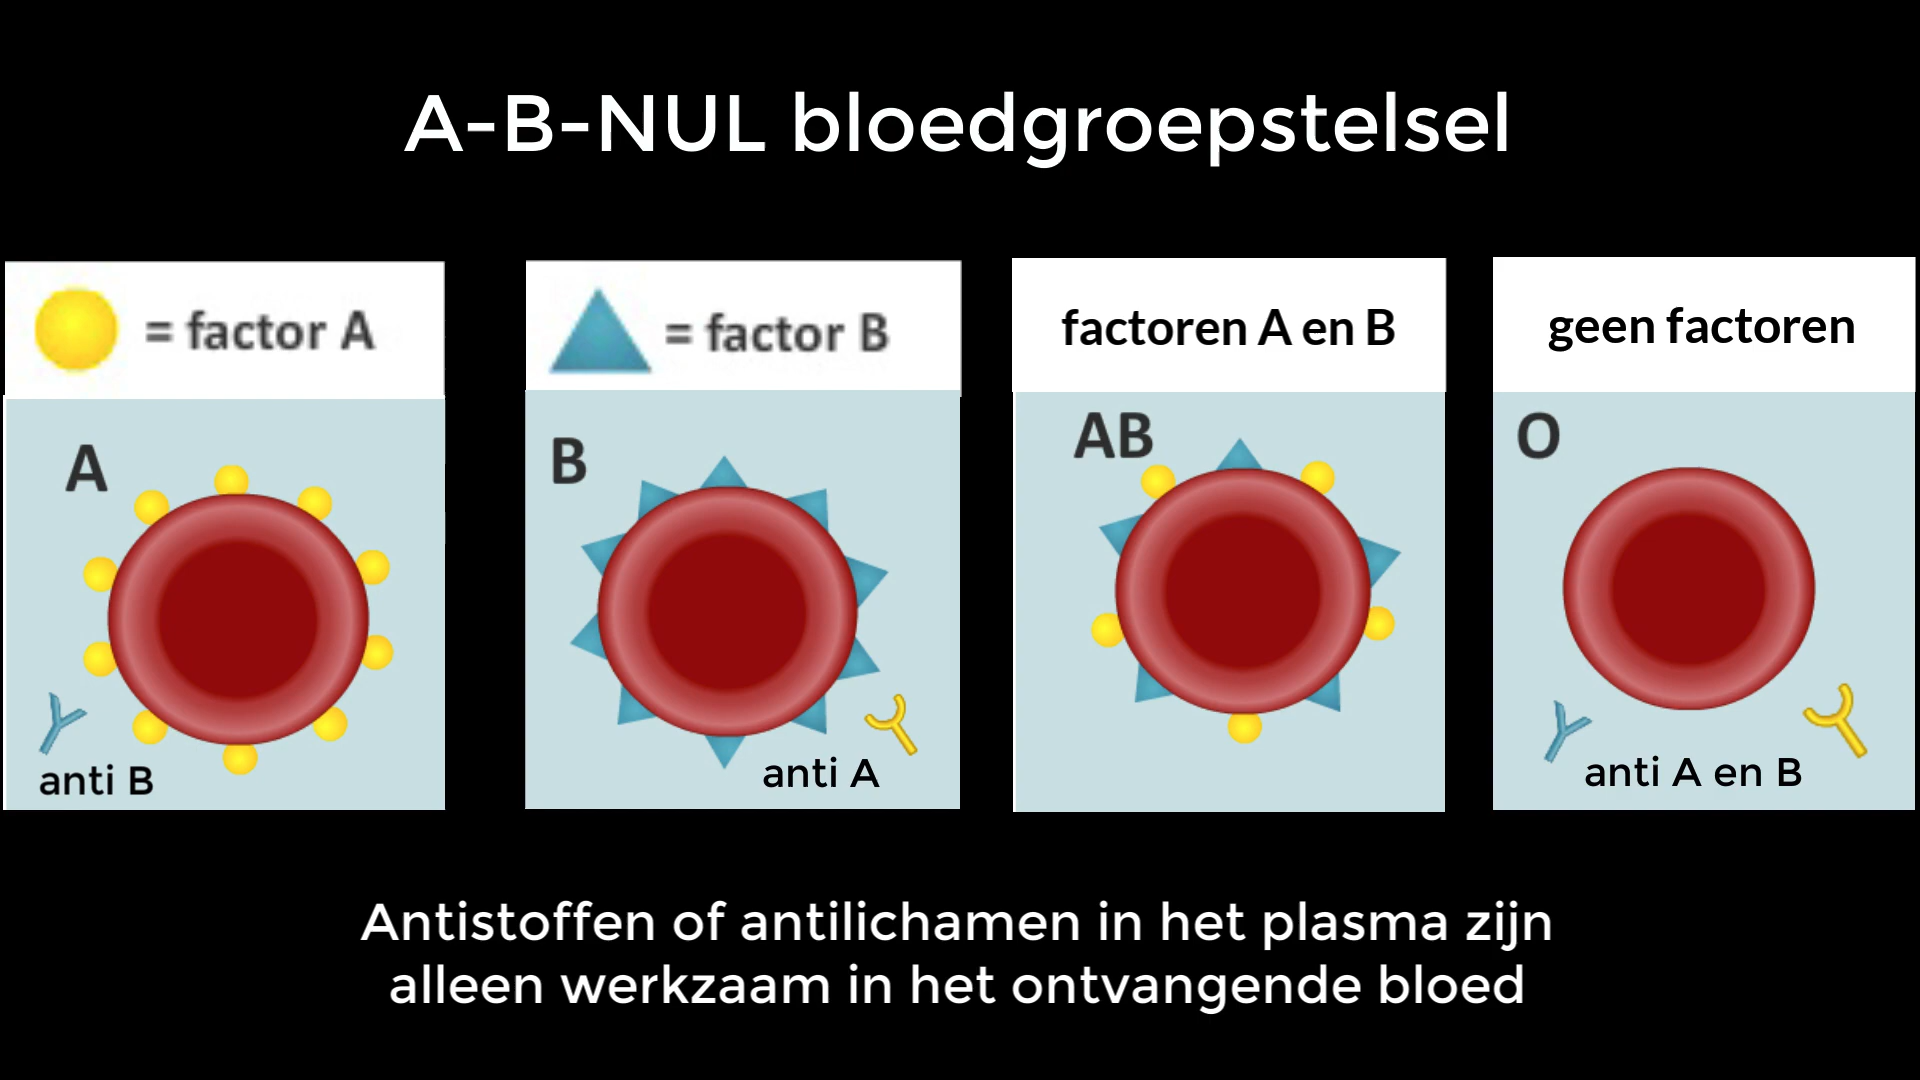 A-B-NUL bloedgroepstelsel
= factor A
= factor B
factoren A en B
geen factoren
A
B
AB
O
anti B
anti A
anti A en B
Antistoffen of antilichamen in het plasma zijn
alleen werkzaam in het ontvangende bloed